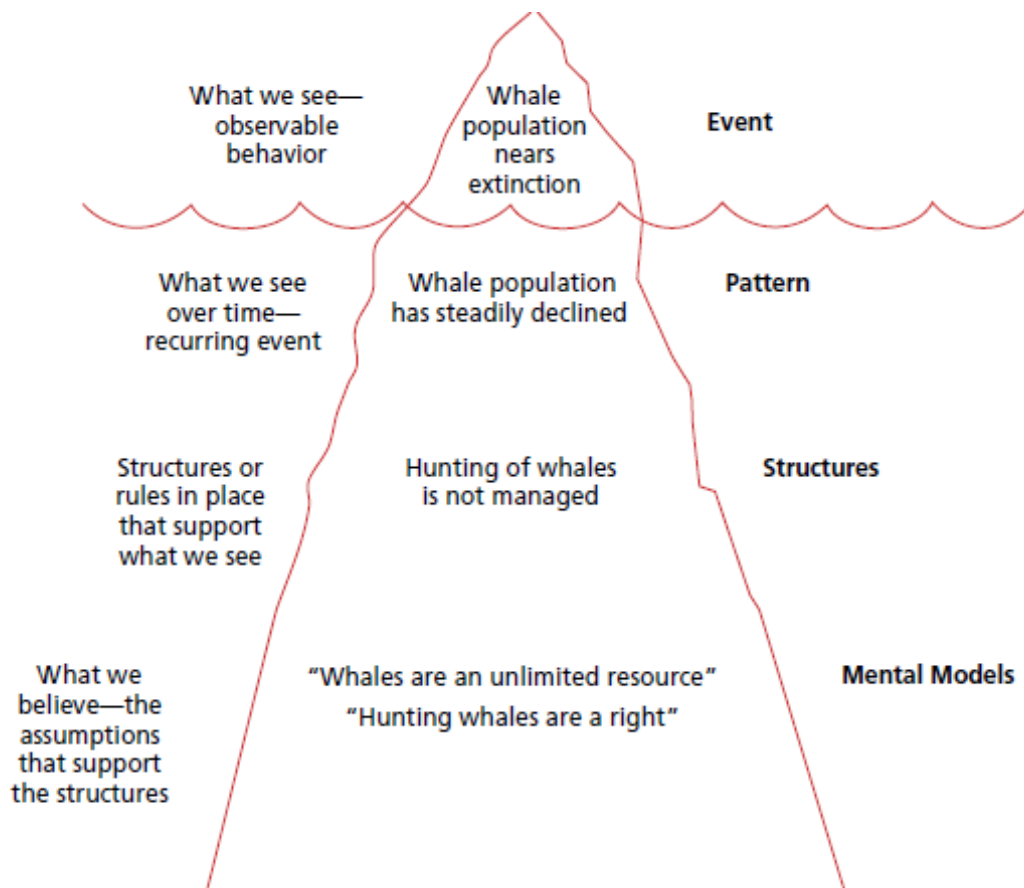 What we see—
observable
behavior
Whale
population
nears
extinction
Event
What we see
over time—
recurring event
Whale population
has steadily declined
Pattern
Structures or
rules in place
that support
what we see
Hunting of whales
is not managed
Structures
What we
believe—the
assumptions
that support
the structures
“Whales are an unlimited resource”
“Hunting whales are a right”
Mental Models